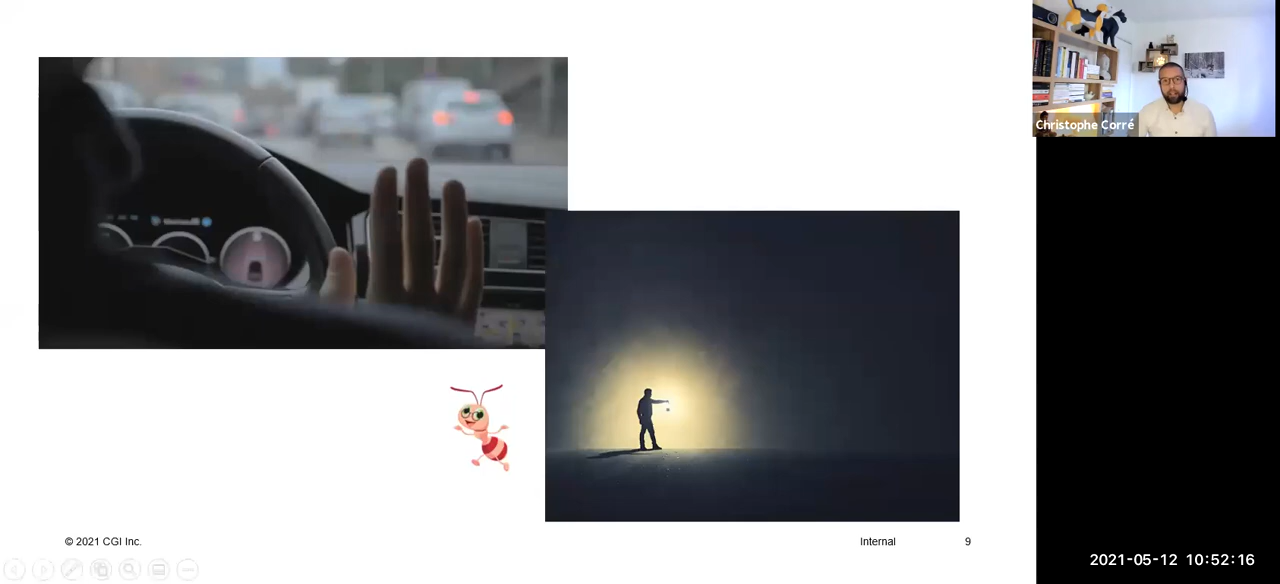 Christophe Corré
© 2021 CGI Inc.
Internal
9
2021-05-12 10:52:16